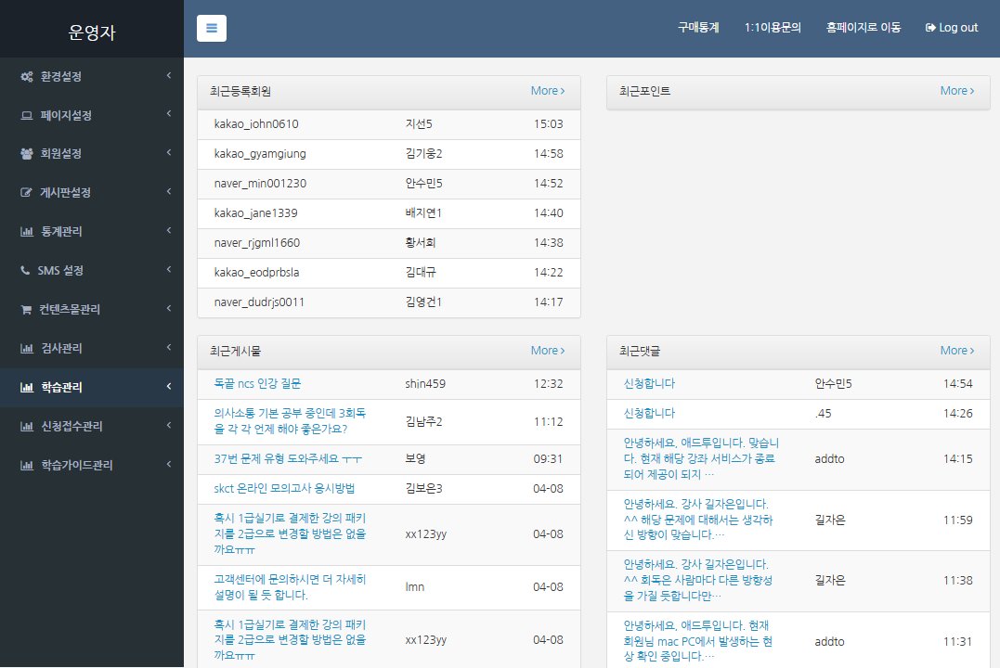 운영자
구매통계 1:1이용문의 홈페이지로 이동 Log out
환경설정
페이지설정
회원설정
게시판설정
통계관리
SMS 설정
컨텐츠몰관리
검사관리
학습관리
신청접수관리
학습가이드관리
최근등록회원 More
kakao_iohn0610 지선5 15:03
kakao_gyamgiung 김기웅2 14:58
naver_min001230 안수민5 14:52
kakao_jane1339 배지연1 14:40
naver_rjgml1660 황서희 14:38
kakao_eodprbsla 김대규 14:22
naver_dudrjs0011 김영건1 14:17
최근포인트 More
최근게시물 More
독끝 ncs 인강 질문 shin459 12:32
의사소통 기본 공부 중인데 3회독
을 각 각 언제 해야 좋은가요? 김남주2 11:12
37번 문제 유형 도와주세요 ㅜㅜ 보영 09:31
skct 온라인 모의고사 응시방법 김보은3 04-08
혹시 1급실기로 결제한 강의 패키
지를 2급으로 변경할 방법은 없을
까요ㅠㅠ xx123yy 04-08
고객센터에 문의하시면 더 자세히
설명이 될 듯 합니다. lmn 04-08
혹시 1급실기로 결제한 강의 패키
지를 2급으로 변경할 방법은 없을
까요ㅠㅠ xx123yy 04-08
최근댓글 More
신청합니다 안수민5 14:54
신청합니다 .45 14:26
안녕하세요, 애드투입니다. 맞습니
다. 현재 해당 강좌 서비스가 종료
되어 제공이 되지 … addto 14:15
안녕하세요. 강사 길자은입니다.
^^ 해당 문제에 대해서는 생각하
신 방향이 맞습니다.… 길자은 11:59
안녕하세요. 강사 길자은입니다.
^^ 회독은 사람마다 다른 방향성
을 가질 듯합니다만… 길자은 11:38
안녕하세요, 애드투입니다. 현재
회원님 mac PC에서 발생하는 현
상 확인 중입니다.… addto 11:31